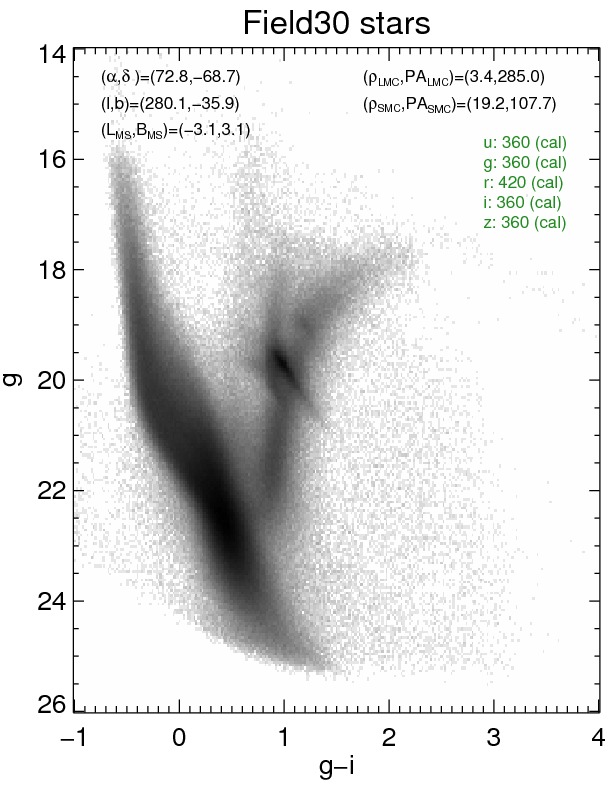 Field30 stars
(α,δ )=(72.8,−68.7)
(ρLMC,PALMC)=(3.4,285.0)
(l,b)=(280.1,−35.9)
(ρSMC,PASMC)=(19.2,107.7)
(LMS,BMS)=(−3.1,3.1)
u: 360 (cal)
g: 360 (cal)
r: 420 (cal)
i: 360 (cal)
z: 360 (cal)
14
16
18
20
22
24
26
g
−1 0 1 2 3 4
g−i